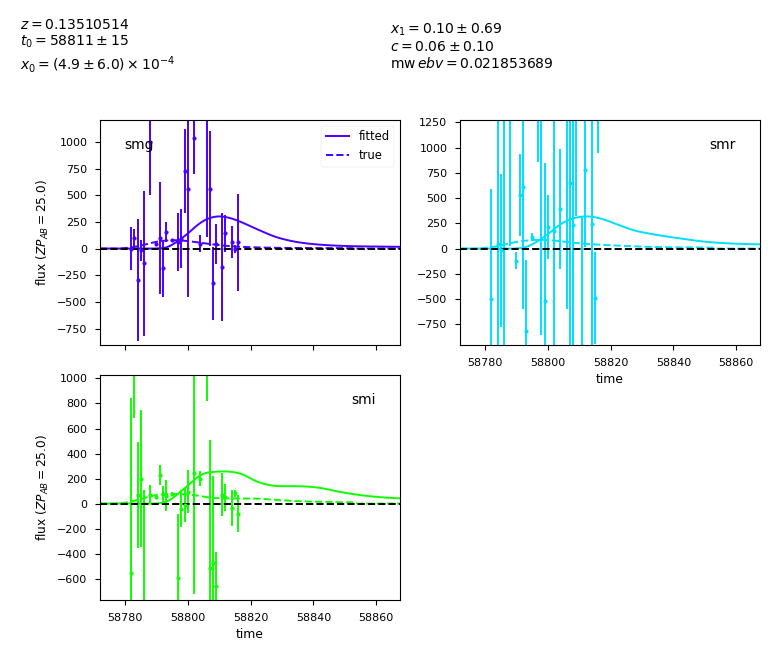 z = 0.13510514
t₀ = 58811 ± 15
x₀ = (4.9 ± 6.0) × 10⁻⁴
x₁ = 0.10 ± 0.69
c = 0.06 ± 0.10
mw ebv = 0.021853689
smg
fitted
true
1000
750
500
250
0
−250
−500
−750
flux (ZP_AB = 25.0)
smr
1250
1000
750
500
250
0
−250
−500
−750
58780 58800 58820 58840 58860
time
smi
1000
800
600
400
200
0
−200
−400
−600
flux (ZP_AB = 25.0)
58780 58800 58820 58840 58860
time